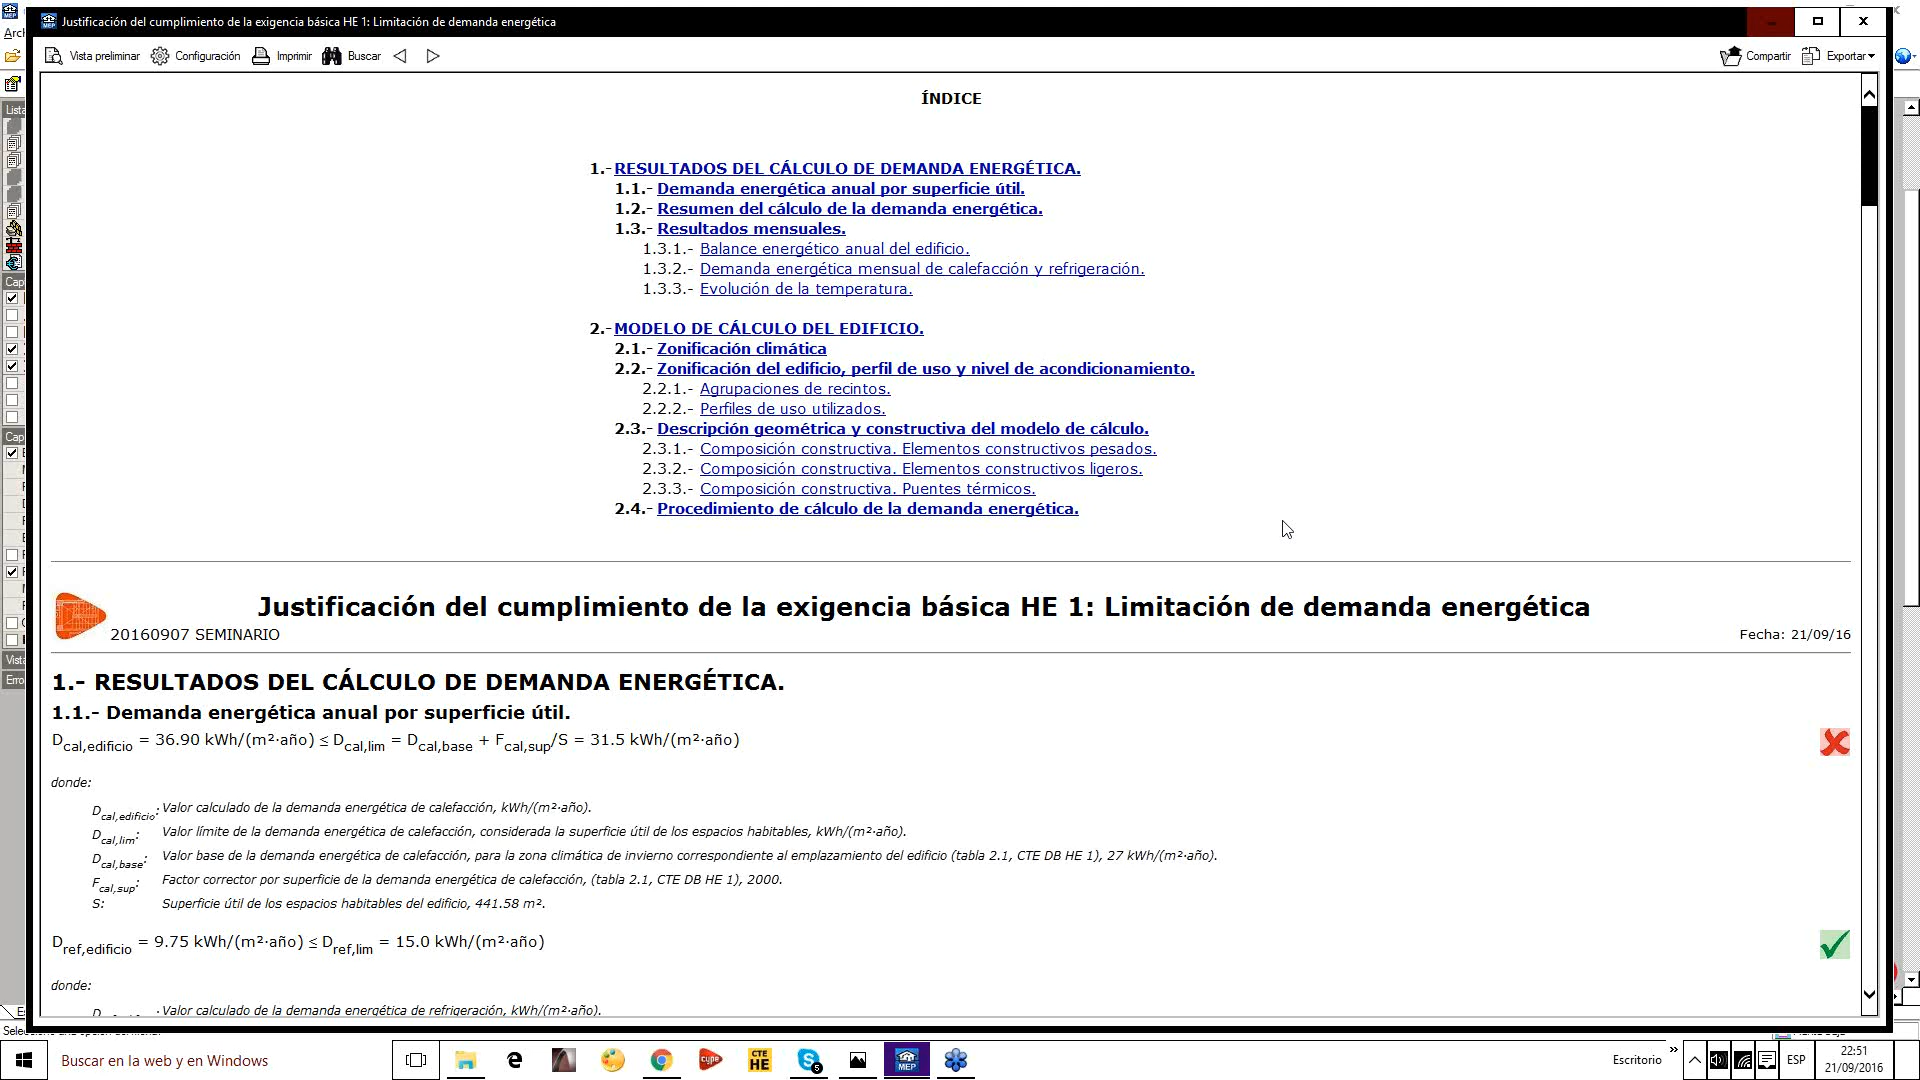 Justificación del cumplimiento de la exigencia básica HE 1: Limitación de demanda energética
Vista preliminar Configuración Imprimir Buscar Compartir Exportar
ÍNDICE
1.- RESULTADOS DEL CÁLCULO DE DEMANDA ENERGÉTICA.
1.1.- Demanda energética anual por superficie útil.
1.2.- Resumen del cálculo de la demanda energética.
1.3.- Resultados mensuales.
1.3.1.- Balance energético anual del edificio.
1.3.2.- Demanda energética mensual de calefacción y refrigeración.
1.3.3.- Evolución de la temperatura.
2.- MODELO DE CÁLCULO DEL EDIFICIO.
2.1.- Zonificación climática
2.2.- Zonificación del edificio, perfil de uso y nivel de acondicionamiento.
2.2.1.- Agrupaciones de recintos.
2.2.2.- Perfiles de uso utilizados.
2.3.- Descripción geométrica y constructiva del modelo de cálculo.
2.3.1.- Composición constructiva. Elementos constructivos pesados.
2.3.2.- Composición constructiva. Elementos constructivos ligeros.
2.3.3.- Composición constructiva. Puentes térmicos.
2.4.- Procedimiento de cálculo de la demanda energética.
Justificación del cumplimiento de la exigencia básica HE 1: Limitación de demanda energética
20160907 SEMINARIO Fecha: 21/09/16
1.- RESULTADOS DEL CÁLCULO DE DEMANDA ENERGÉTICA.
1.1.- Demanda energética anual por superficie útil.
Dcal,edificio = 36.90 kWh/(m²·año) ≤ Dcal,lim = Dcal,base + Fcal,sup/S = 31.5 kWh/(m²·año)
donde:
Dcal,edificio: Valor calculado de la demanda energética de calefacción, kWh/(m²·año).
Dcal,lim: Valor límite de la demanda energética de calefacción, considerada la superficie útil de los espacios habitables, kWh/(m²·año).
Dcal,base: Valor base de la demanda energética de calefacción, para la zona climática de invierno correspondiente al emplazamiento del edificio (tabla 2.1, CTE DB HE 1), 27 kWh/(m²·año).
Fcal,sup: Factor corrector por superficie de la demanda energética de calefacción, (tabla 2.1, CTE DB HE 1), 2000.
S: Superficie útil de los espacios habitables del edificio, 441.58 m².
Dref,edificio = 9.75 kWh/(m²·año) ≤ Dref,lim = 15.0 kWh/(m²·año)
donde:
Valor calculado de la demanda energética de refrigeración, kWh/(m²·año).
Buscar en la web y en Windows
cype
CTE HE
MEP
Escritorio
ESP
22:51
21/09/2016